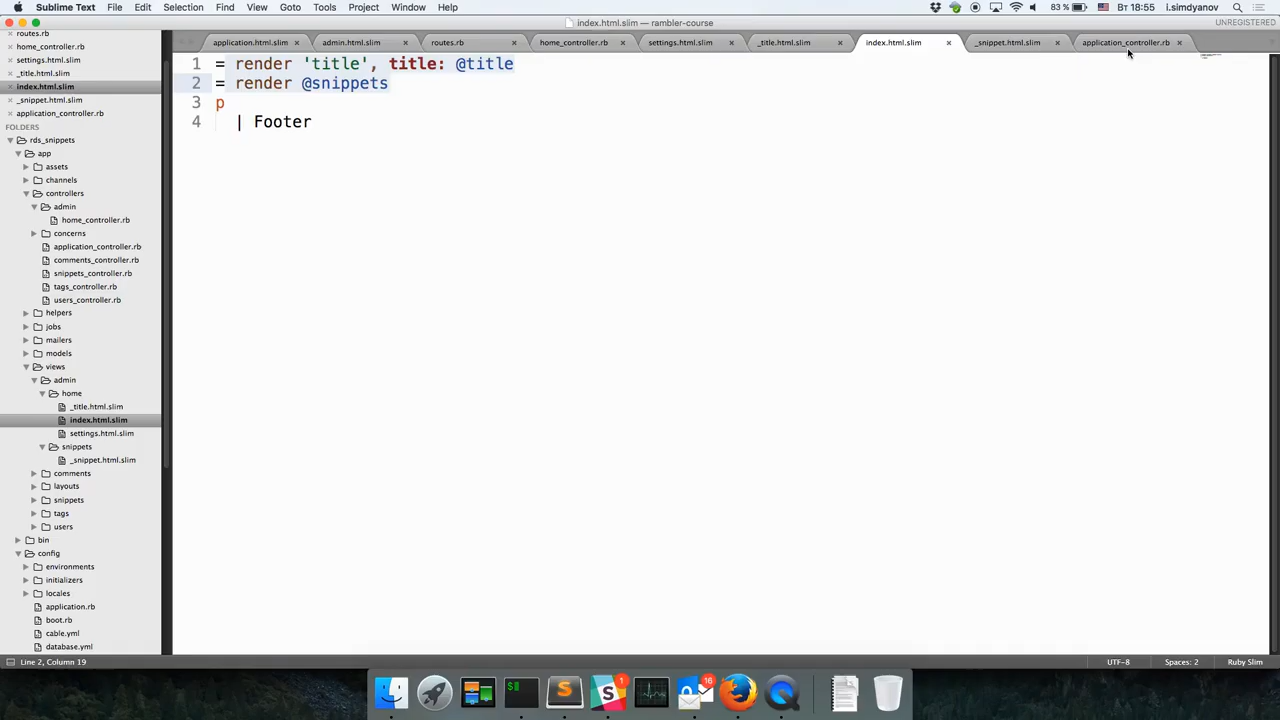 Sublime Text File Edit Selection Find View Goto Tools Project Window Help 83 % Вт 18:55 i.simdyanov
index.html.slim — rambler-course UNREGISTERED
application.html.slim admin.html.slim routes.rb home_controller.rb settings.html.slim _title.html.slim index.html.slim _snippet.html.slim application_controller.rb
routes.rb
home_controller.rb
settings.html.slim
_title.html.slim
index.html.slim
_snippet.html.slim
application_controller.rb
FOLDERS
rds_snippets
app
assets
channels
controllers
admin
home_controller.rb
concerns
application_controller.rb
comments_controller.rb
snippets_controller.rb
tags_controller.rb
users_controller.rb
helpers
jobs
mailers
models
views
admin
home
_title.html.slim
index.html.slim
settings.html.slim
snippets
_snippet.html.slim
comments
layouts
snippets
tags
users
bin
config
environments
initializers
locales
application.rb
boot.rb
cable.yml
database.yml
1 = render 'title', title: @title
2 = render @snippets
3 p
4 | Footer
Line 2, Column 19 UTF-8 Spaces: 2 Ruby Slim
1 16